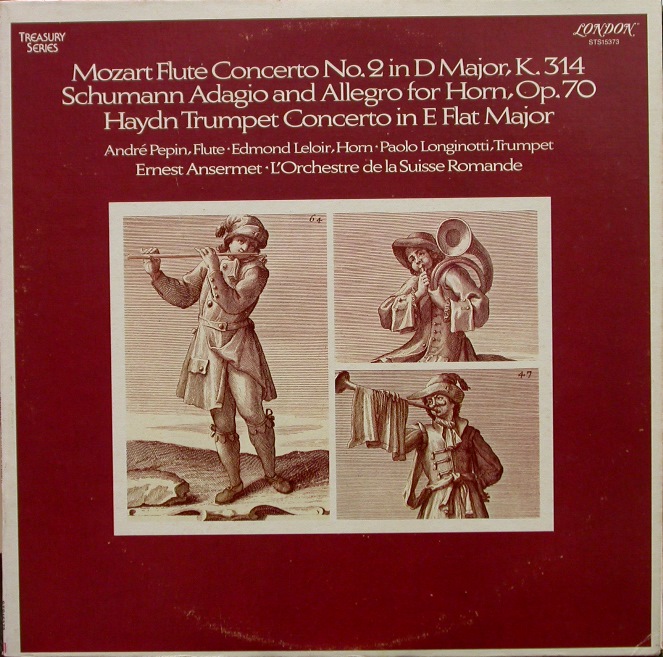 TREASURY
SERIES
LONDON
STS15373
Mozart Flute Concerto No. 2 in D Major, K. 314
Schumann Adagio and Allegro for Horn, Op. 70
Haydn Trumpet Concerto in E Flat Major
André Pepin, Flute · Edmond Leloir, Horn · Paolo Longinotti, Trumpet
Ernest Ansermet · L'Orchestre de la Suisse Romande
64
47